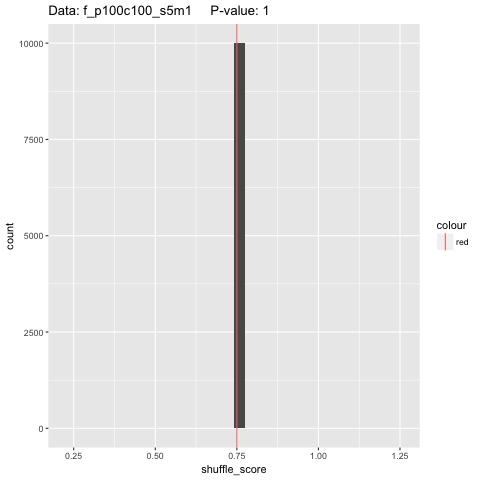 Data: f_p100c100_s5m1     P-value: 1
10000
7500
5000
2500
0
count
0.25 0.50 0.75 1.00 1.25
shuffle_score
colour
red